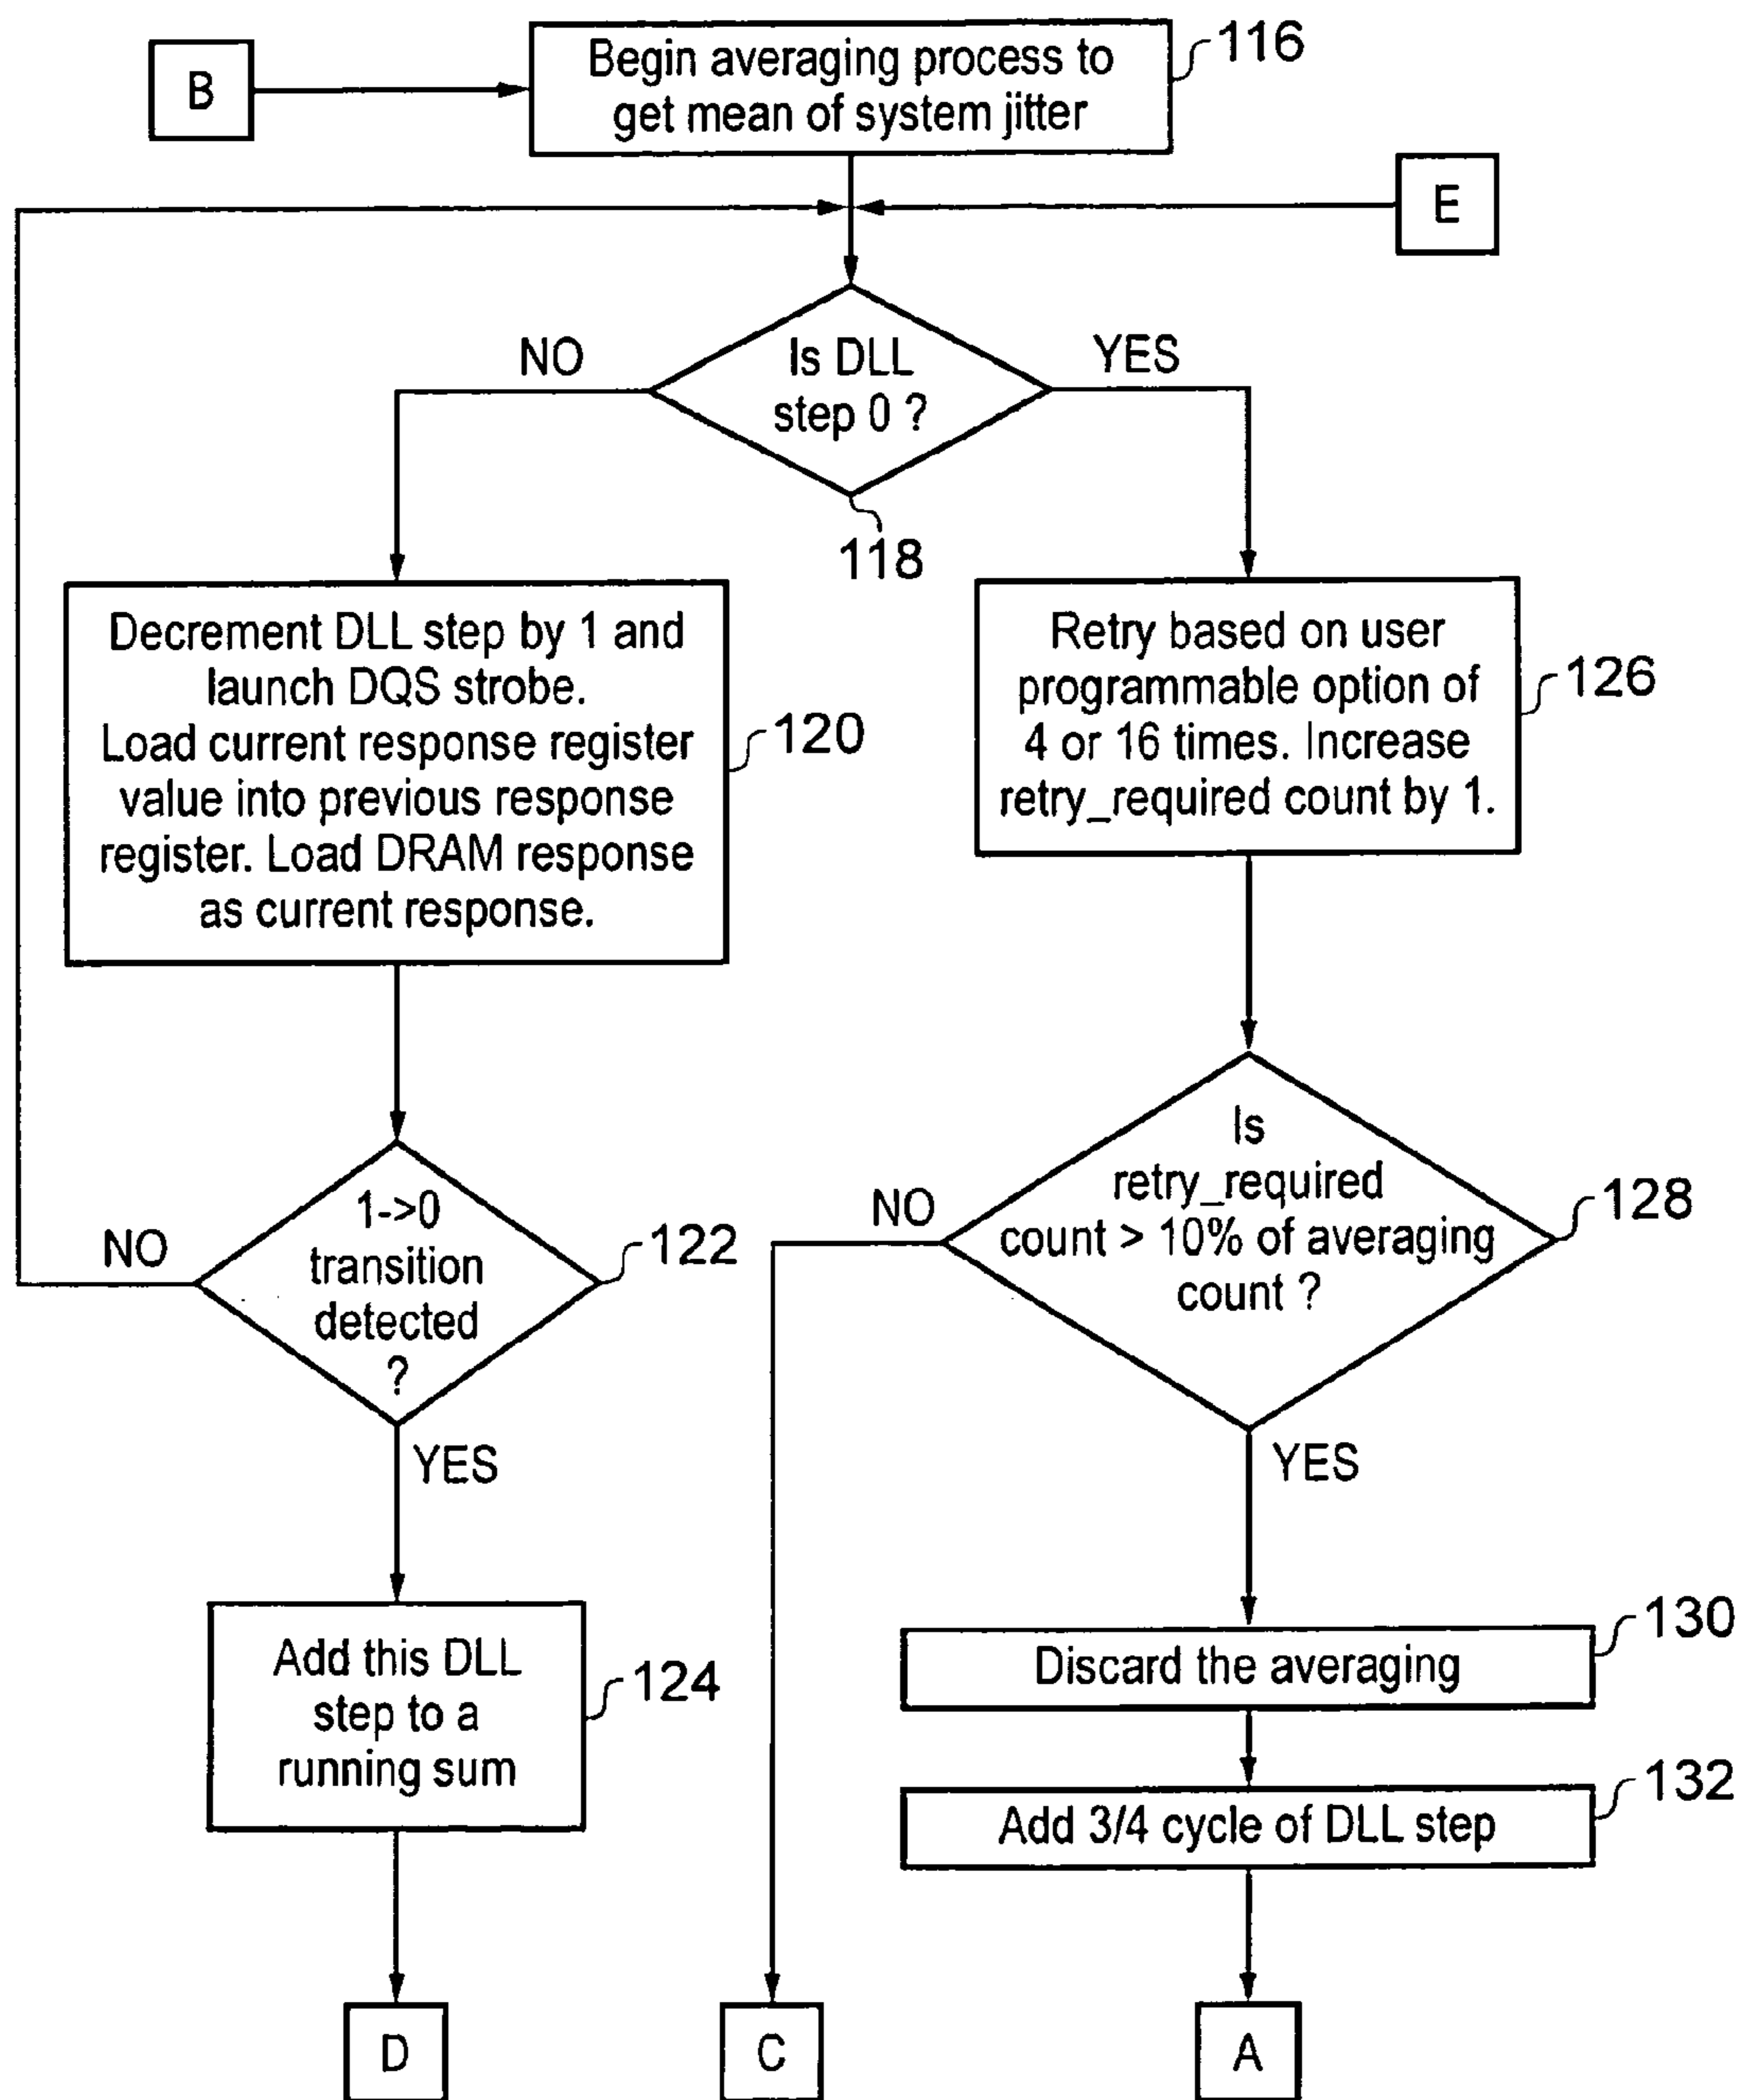 B
Begin averaging process to
get mean of system jitter
116
E
Is DLL
step 0 ?
NO
YES
118
Decrement DLL step by 1 and
launch DQS strobe.
Load current response register
value into previous response
register. Load DRAM response
as current response.
120
Retry based on user
programmable option of
4 or 16 times. Increase
retry_required count by 1.
126
1->0
transition
detected
?
NO
122
YES
Is
retry_required
count > 10% of averaging
count ?
NO
128
YES
Add this DLL
step to a
running sum
124
Discard the averaging
130
Add 3/4 cycle of DLL step
132
D
C
A